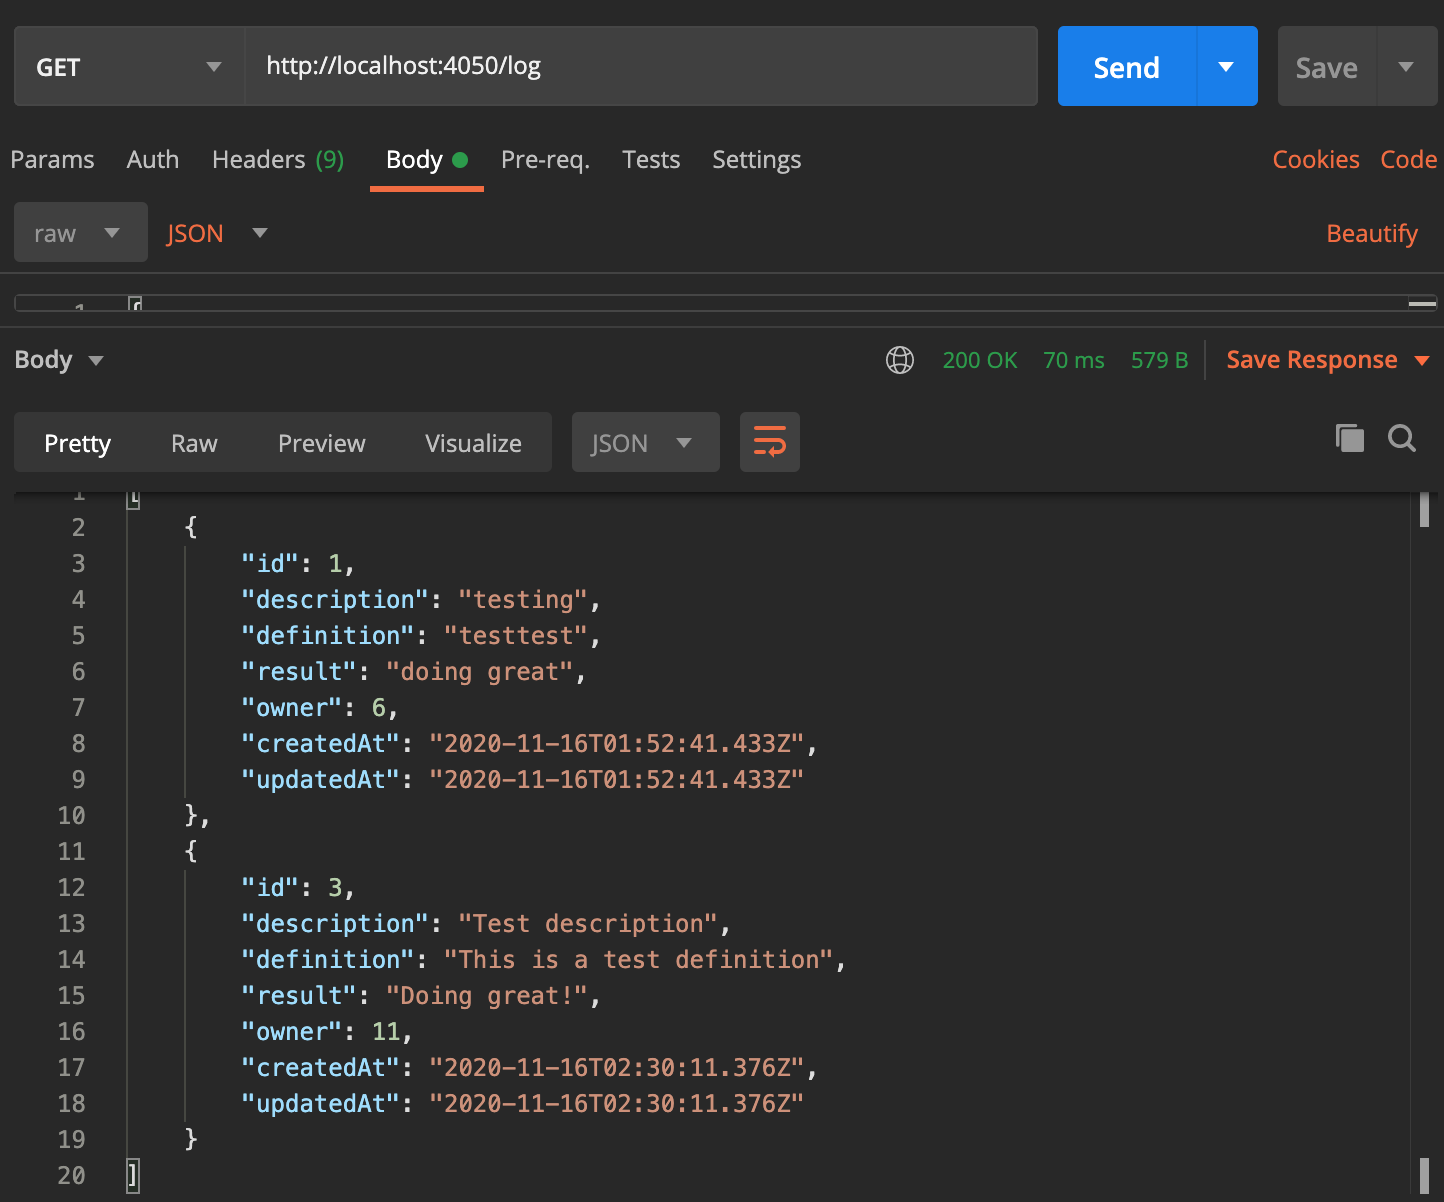 GET http://localhost:4050/log Send Save
Params Auth Headers (9) Body Pre-req. Tests Settings Cookies Code
raw JSON Beautify
1 {
Body 200 OK 70 ms 579 B Save Response
Pretty Raw Preview Visualize JSON
1 [
2 {
3 "id": 1,
4 "description": "testing",
5 "definition": "testtest",
6 "result": "doing great",
7 "owner": 6,
8 "createdAt": "2020-11-16T01:52:41.433Z",
9 "updatedAt": "2020-11-16T01:52:41.433Z"
10 },
11 {
12 "id": 3,
13 "description": "Test description",
14 "definition": "This is a test definition",
15 "result": "Doing great!",
16 "owner": 11,
17 "createdAt": "2020-11-16T02:30:11.376Z",
18 "updatedAt": "2020-11-16T02:30:11.376Z"
19 }
20 ]